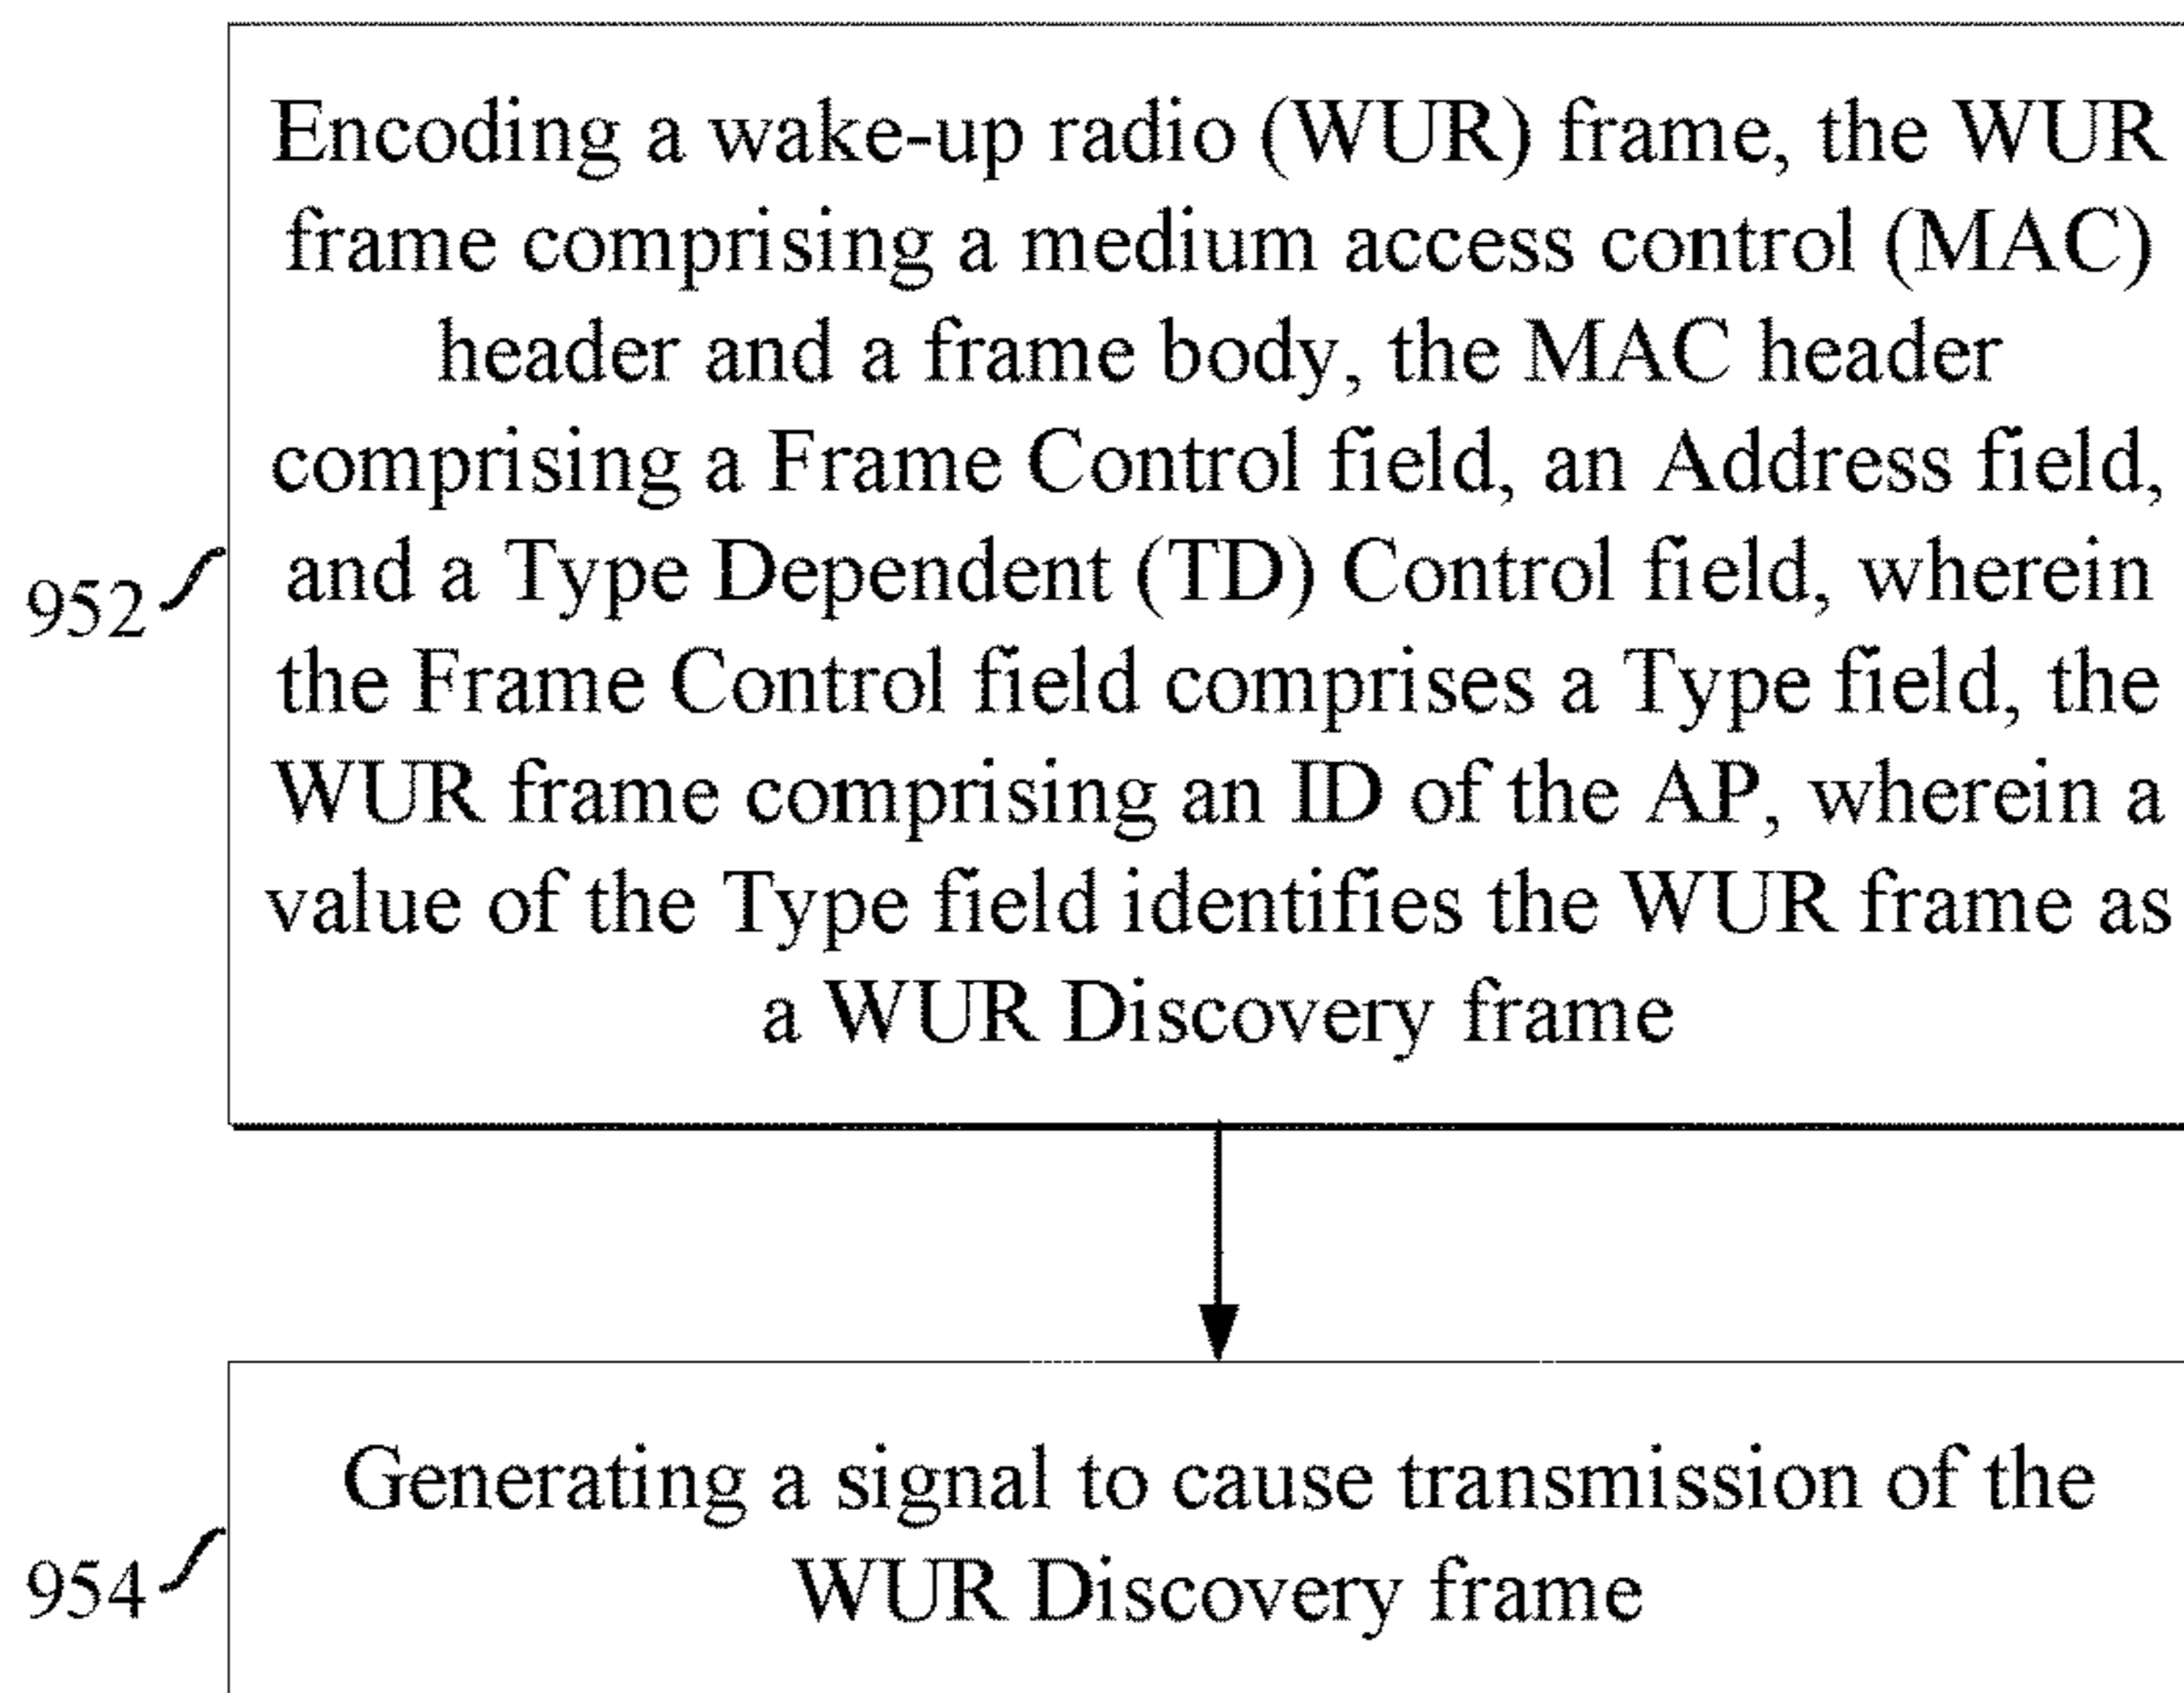 Encoding a wake-up radio (WUR) frame, the WUR
frame comprising a medium access control (MAC)
header and a frame body, the MAC header
comprising a Frame Control field, an Address field,
952
and a Type Dependent (TD) Control field, wherein
the Frame Control field comprises a Type field, the
WUR frame comprising an ID of the AP, wherein a
value of the Type field identifies the WUR frame as
a WUR Discovery frame
Generating a signal to cause transmission of the
954
WUR Discovery frame